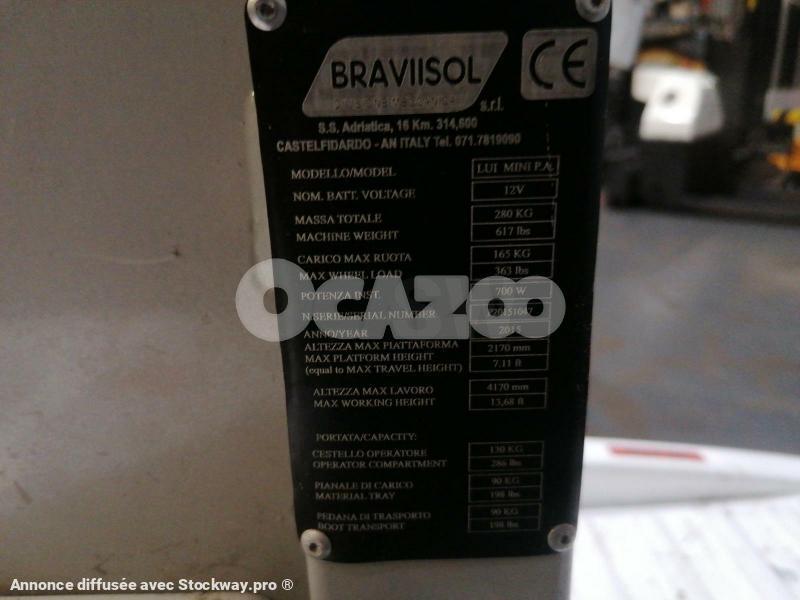 BRAVIISOL
CE
s.r.l.
S.S. Adriatica, 16 Km. 314,600
CASTELFIDARDO - AN ITALY Tel. 071.7819090
MODELLO/MODEL LUI MINI P.A.
NOM. BATT. VOLTAGE 12V
MASSA TOTALE 280 KG
MACHINE WEIGHT 617 lbs
CARICO MAX RUOTA 165 KG
MAX WHEEL LOAD 363 lbs
POTENZA INST. 700 W
N.SERIE/SERIAL NUMBER
ANNO/YEAR 2015
ALTEZZA MAX PIATTAFORMA 2170 mm
MAX PLATFORM HEIGHT 7,11 ft
(equal to MAX TRAVEL HEIGHT)
ALTEZZA MAX LAVORO 4170 mm
MAX WORKING HEIGHT 13,68 ft
PORTATA/CAPACITY:
CESTELLO OPERATORE 130 KG
OPERATOR COMPARTMENT 286 lbs
PIANALE DI CARICO 90 KG
MATERIAL TRAY 198 lbs
PEDANA DI TRASPORTO 90 KG
BOOT TRANSPORT 198 lbs
OCAZOO
Annonce diffusée avec Stockway.pro ®